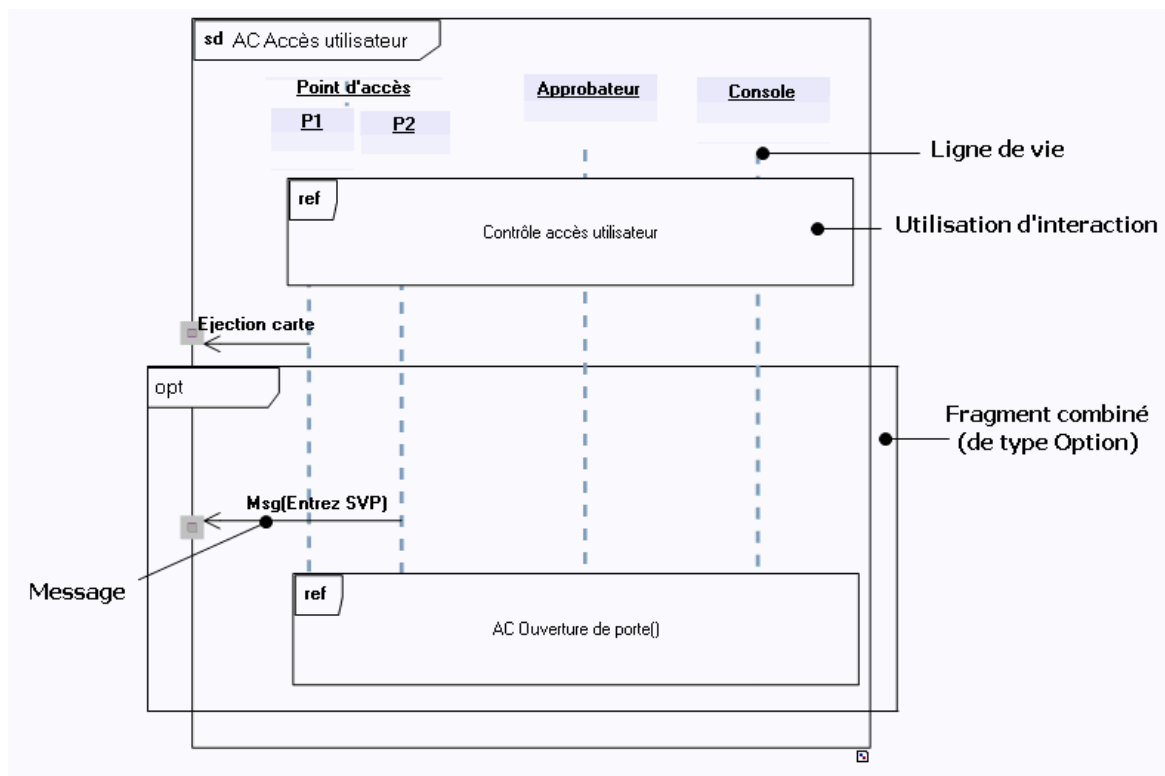 sd AC Accès utilisateur
Point d'accès
P1
P2
Approbateur
Console
Ligne de vie
ref
Contrôle accès utilisateur
Utilisation d'interaction
Ejection carte
opt
Fragment combiné
(de type Option)
Msg(Entrez SVP)
Message
ref
AC Ouverture de porte()